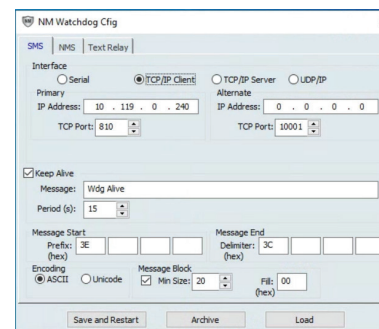 NM Watchdog Cfig
SMS NMS Text Relay
Interface
Serial TCP/IP Client TCP/IP Server UDP/IP
Primary Alternate
IP Address: 10 . 119 . 0 . 240 IP Address: 0 . 0 . 0 . 0
TCP Port: 810 TCP Port: 10001
Keep Alive
Message: Wdg Alive
Period (s): 15
Message Start Message End
Prefix: 3E Delimiter: 3C
(hex) (hex)
Encoding Message Block
ASCII Unicode Min Size: 20 Fill: 00
(hex)
Save and Restart Archive Load